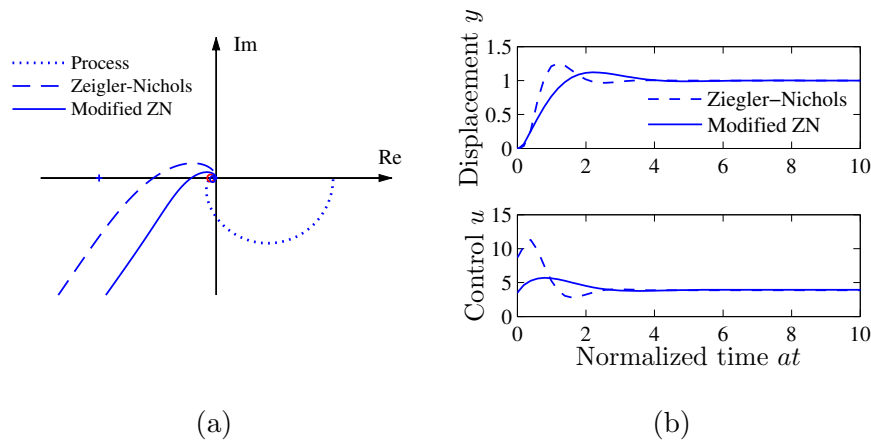 Im
Process
Zeigler-Nichols
Modified ZN
Re
(a)
Displacement y
1.5
1
0.5
0
0 2 4 6 8 10
Ziegler−Nichols
Modified ZN
Control u
15
10
5
0
0 2 4 6 8 10
Normalized time at
(b)